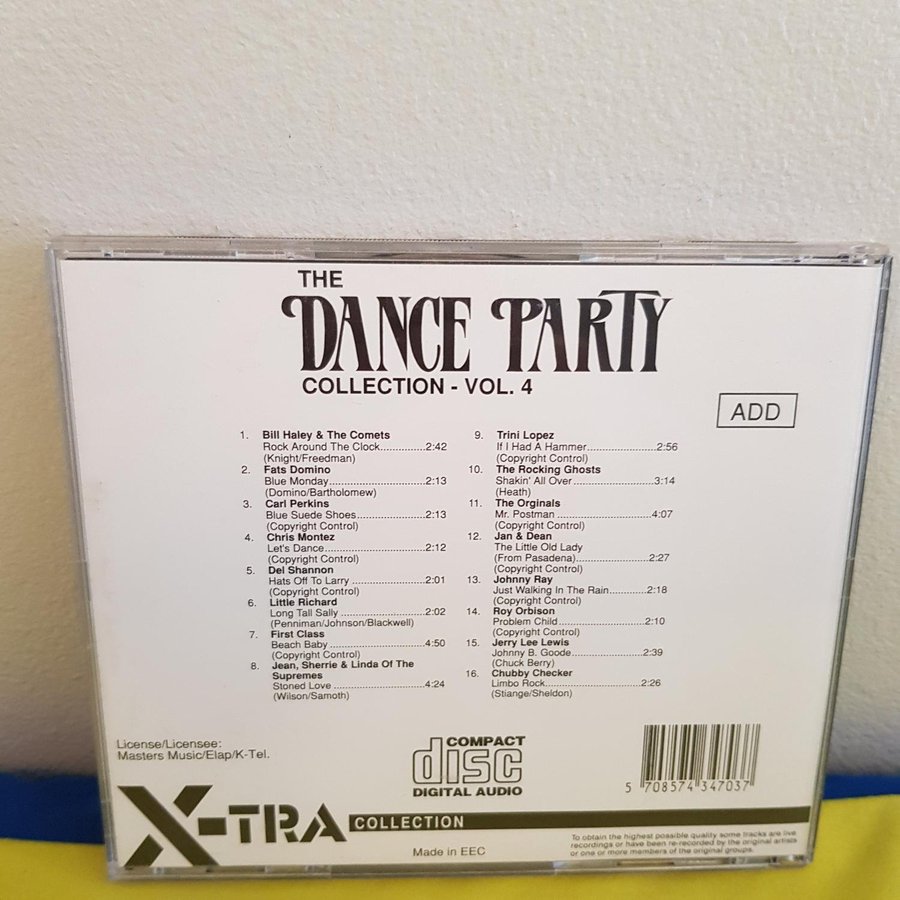 THE
DANCE PARTY
COLLECTION - VOL. 4
ADD
1. Bill Haley & The Comets
Rock Around The Clock..............2:42
(Knight/Freedman)
2. Fats Domino
Blue Monday..............................2:13
(Domino/Bartholomew)
3. Carl Perkins
Blue Suede Shoes.....................2:13
(Copyright Control)
4. Chris Montez
Let's Dance................................2:12
(Copyright Control)
5. Del Shannon
Hats Off To Larry .......................2:01
(Copyright Control)
6. Little Richard
Long Tall Sally ..........................2:02
(Penniman/Johnson/Blackwell)
7. First Class
Beach Baby...............................4:50
(Copyright Control)
8. Jean, Sherrie & Linda Of The
Supremes
Stoned Love .............................4:24
(Wilson/Samoth)
9. Trini Lopez
If I Had A Hammer.....................2:56
(Copyright Control)
10. The Rocking Ghosts
Shakin' All Over.........................3:14
(Heath)
11. The Orginals
Mr. Postman .............................4:07
(Copyright Control)
12. Jan & Dean
The Little Old Lady
(From Pasadena)......................2:27
(Copyright Control)
13. Johnny Ray
Just Walking In The Rain............2:18
(Copyright Control)
14. Roy Orbison
Problem Child...........................2:10
(Copyright Control)
15. Jerry Lee Lewis
Johnny B. Goode......................2:39
(Chuck Berry)
16. Chubby Checker
Limbo Rock..............................2:26
(Stiange/Sheldon)
License/Licensee:
Masters Music/Elap/K-Tel.
COMPACT
disc
DIGITAL AUDIO
5 708574 347037
X-TRA COLLECTION
Made in EEC
To obtain the highest possible quality some tracks are live
recordings or have been re-recorded by the original artists
or one or more members of the original groups.